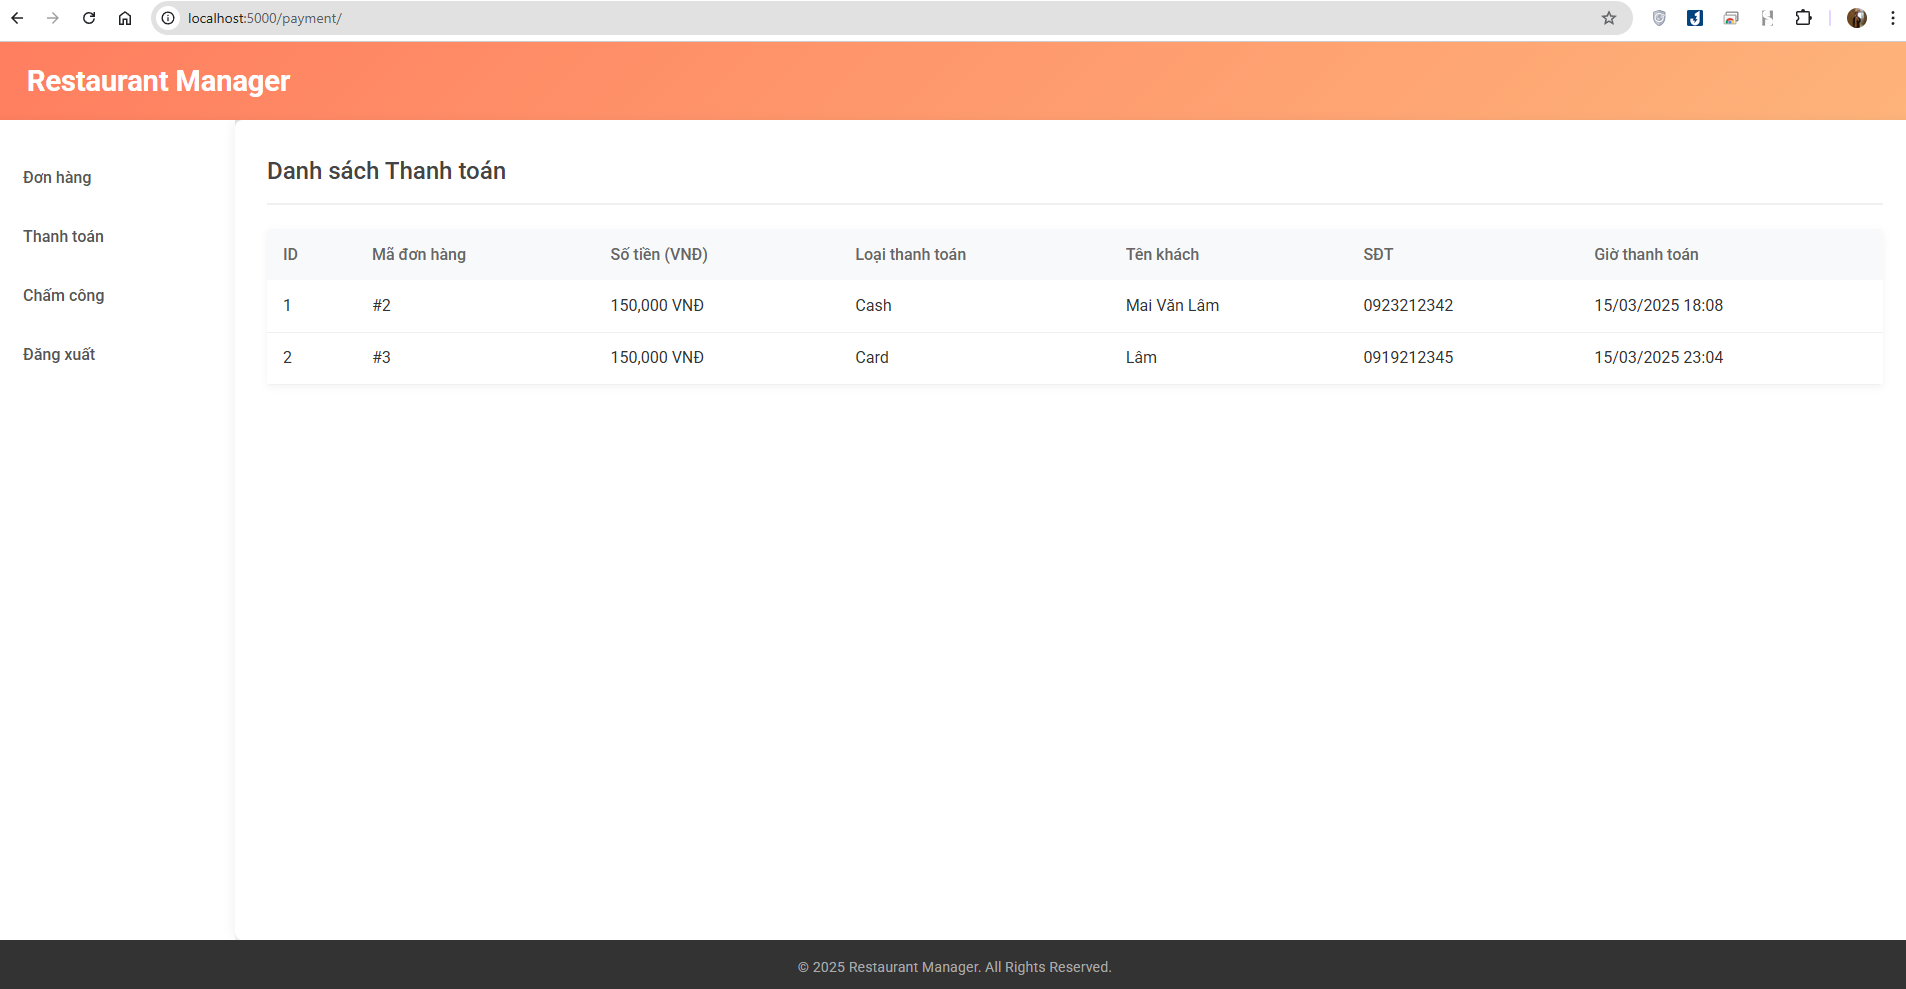 localhost:5000/payment/
Restaurant Manager
Đơn hàng
Thanh toán
Chấm công
Đăng xuất
Danh sách Thanh toán
ID Mã đơn hàng Số tiền (VNĐ) Loại thanh toán Tên khách SĐT Giờ thanh toán
1 #2 150,000 VNĐ Cash Mai Văn Lâm 0923212342 15/03/2025 18:08
2 #3 150,000 VNĐ Card Lâm 0919212345 15/03/2025 23:04
© 2025 Restaurant Manager. All Rights Reserved.